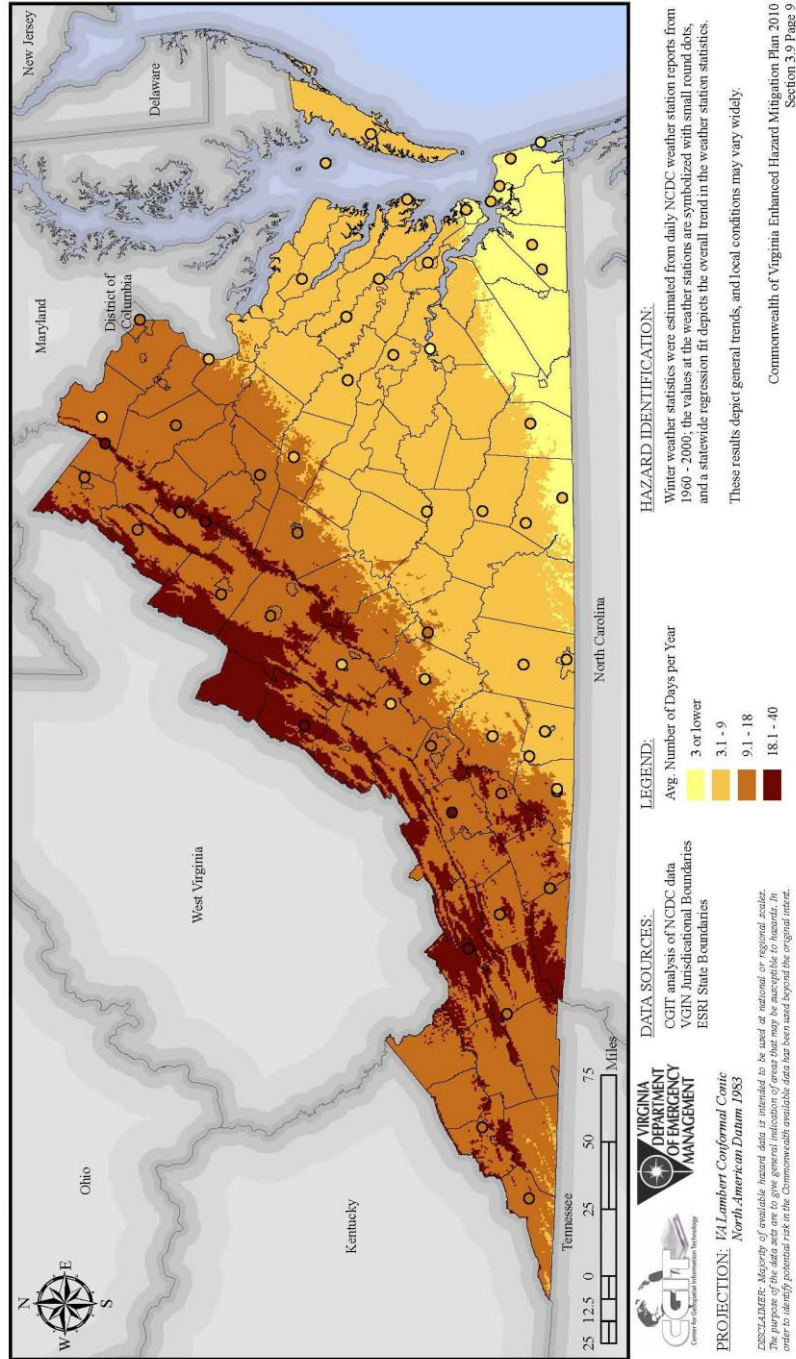 New Jersey
Delaware
Maryland
District of
Columbia
Ohio
West Virginia
Kentucky
Tennessee
North Carolina
N
W
E
S
25 12.5 0 25 50 75
Miles
CGIT
Center for Geospatial Information Technology
VIRGINIA
DEPARTMENT
OF EMERGENCY
MANAGEMENT
PROJECTION: VA Lambert Conformal Conic
North American Datum 1983
DISCLAIMER: Majority of available hazard data is intended to be used at national or regional scales.
The purpose of the data sets are to give general indication of areas that may be susceptible to hazards. In
order to identify potential risk in the Commonwealth available data has been used beyond the original intent.
DATA SOURCES:
CGIT analysis of NCDC data
VGIN Jurisdicational Boundaries
ESRI State Boundaries
LEGEND:
Avg. Number of Days per Year
3 or lower
3.1 - 9
9.1 - 18
18.1 - 40
HAZARD IDENTIFICATION:
Winter weather statistics were estimated from daily NCDC weather station reports from
1960 - 2000; the values at the weather stations are symbolized with small round dots,
and a statewide regression fit depicts the overall trend in the weather station statistics.
These results depict general trends, and local conditions may vary widely.
Commonwealth of Virginia Enhanced Hazard Mitigation Plan 2010
Section 3.9 Page 9